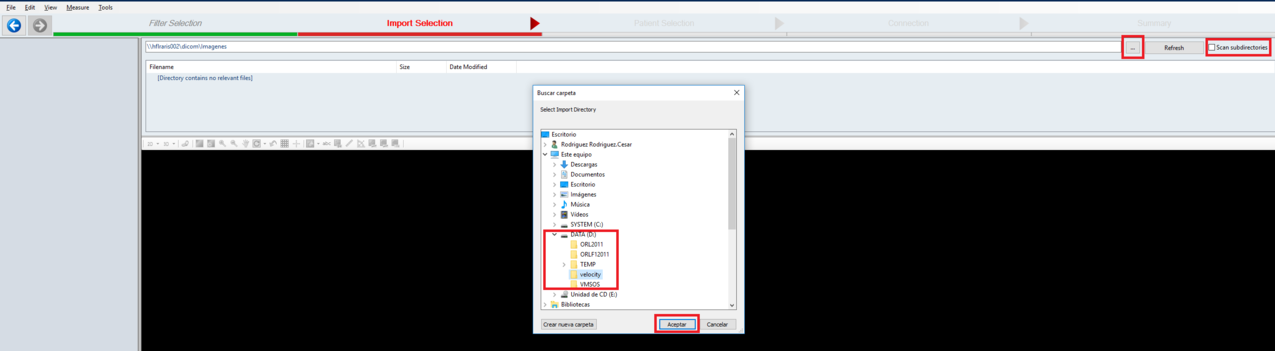 File Edit View Measure Tools
Filter Selection Import Selection Patient Selection Connection Summary
\\hflraris002\dicom\Imagenes ... Refresh Scan subdirectories
Filename Size Date Modified
[Directory contains no relevant files]
Buscar carpeta
Select Import Directory
Escritorio
Rodriguez Rodriguez.Cesar
Este equipo
Descargas
Documentos
Escritorio
Imágenes
Música
Vídeos
SYSTEM (C:)
DATA (D:)
ORL2011
ORLF12011
TEMP
velocity
VMSOS
Unidad de CD (E:)
Bibliotecas
Crear nueva carpeta Aceptar Cancelar